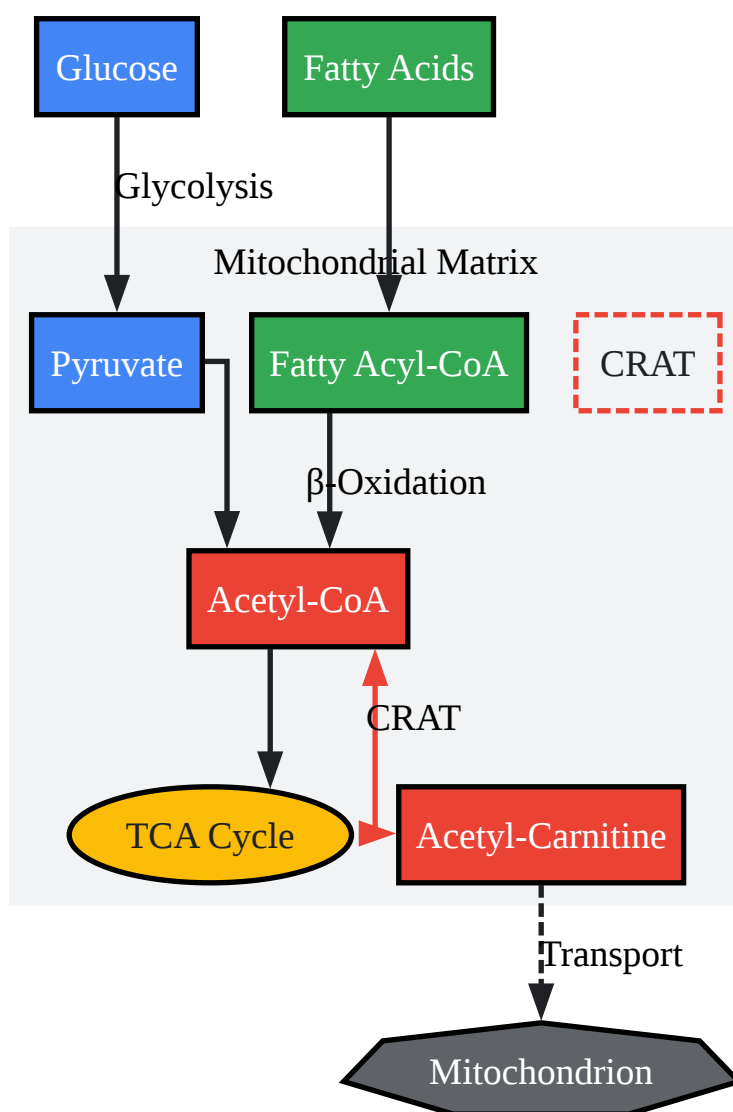 Glucose
Fatty Acids
Glycolysis
Mitochondrial Matrix
Pyruvate
Fatty Acyl-CoA
CRAT
β-Oxidation
Acetyl-CoA
CRAT
TCA Cycle
Acetyl-Carnitine
Transport
Mitochondrion